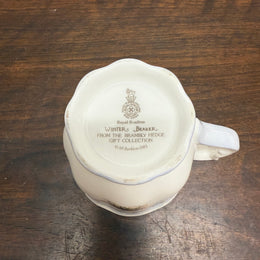 Royal Doulton
WINTER BEAKER
FROM THE BRAMBLY HEDGE
GIFT COLLECTION